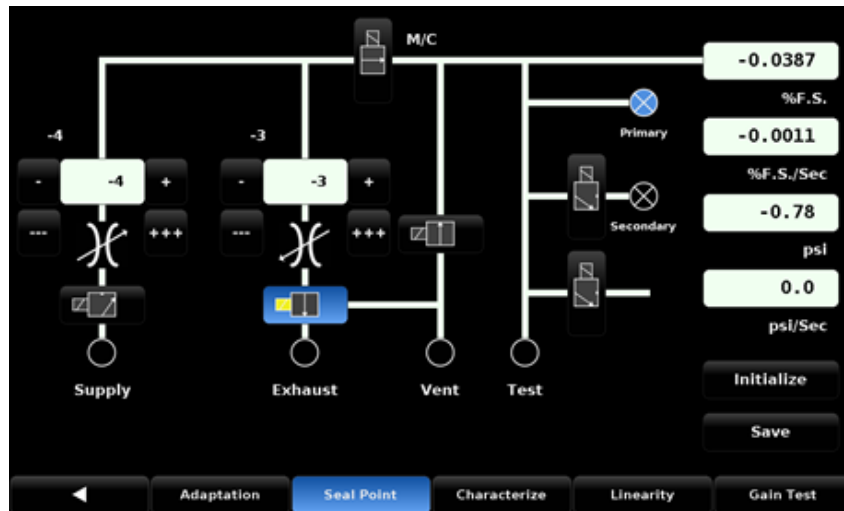 M/C
-0.0387
%F.S.
-4
-3
Primary
-0.0011
%F.S./Sec
- -4 + - -3 +
-0.78
--- +++ --- +++
Secondary
psi
0.0
psi/Sec
Supply Exhaust Vent Test
Initialize
Save
Adaptation Seal Point Characterize Linearity Gain Test